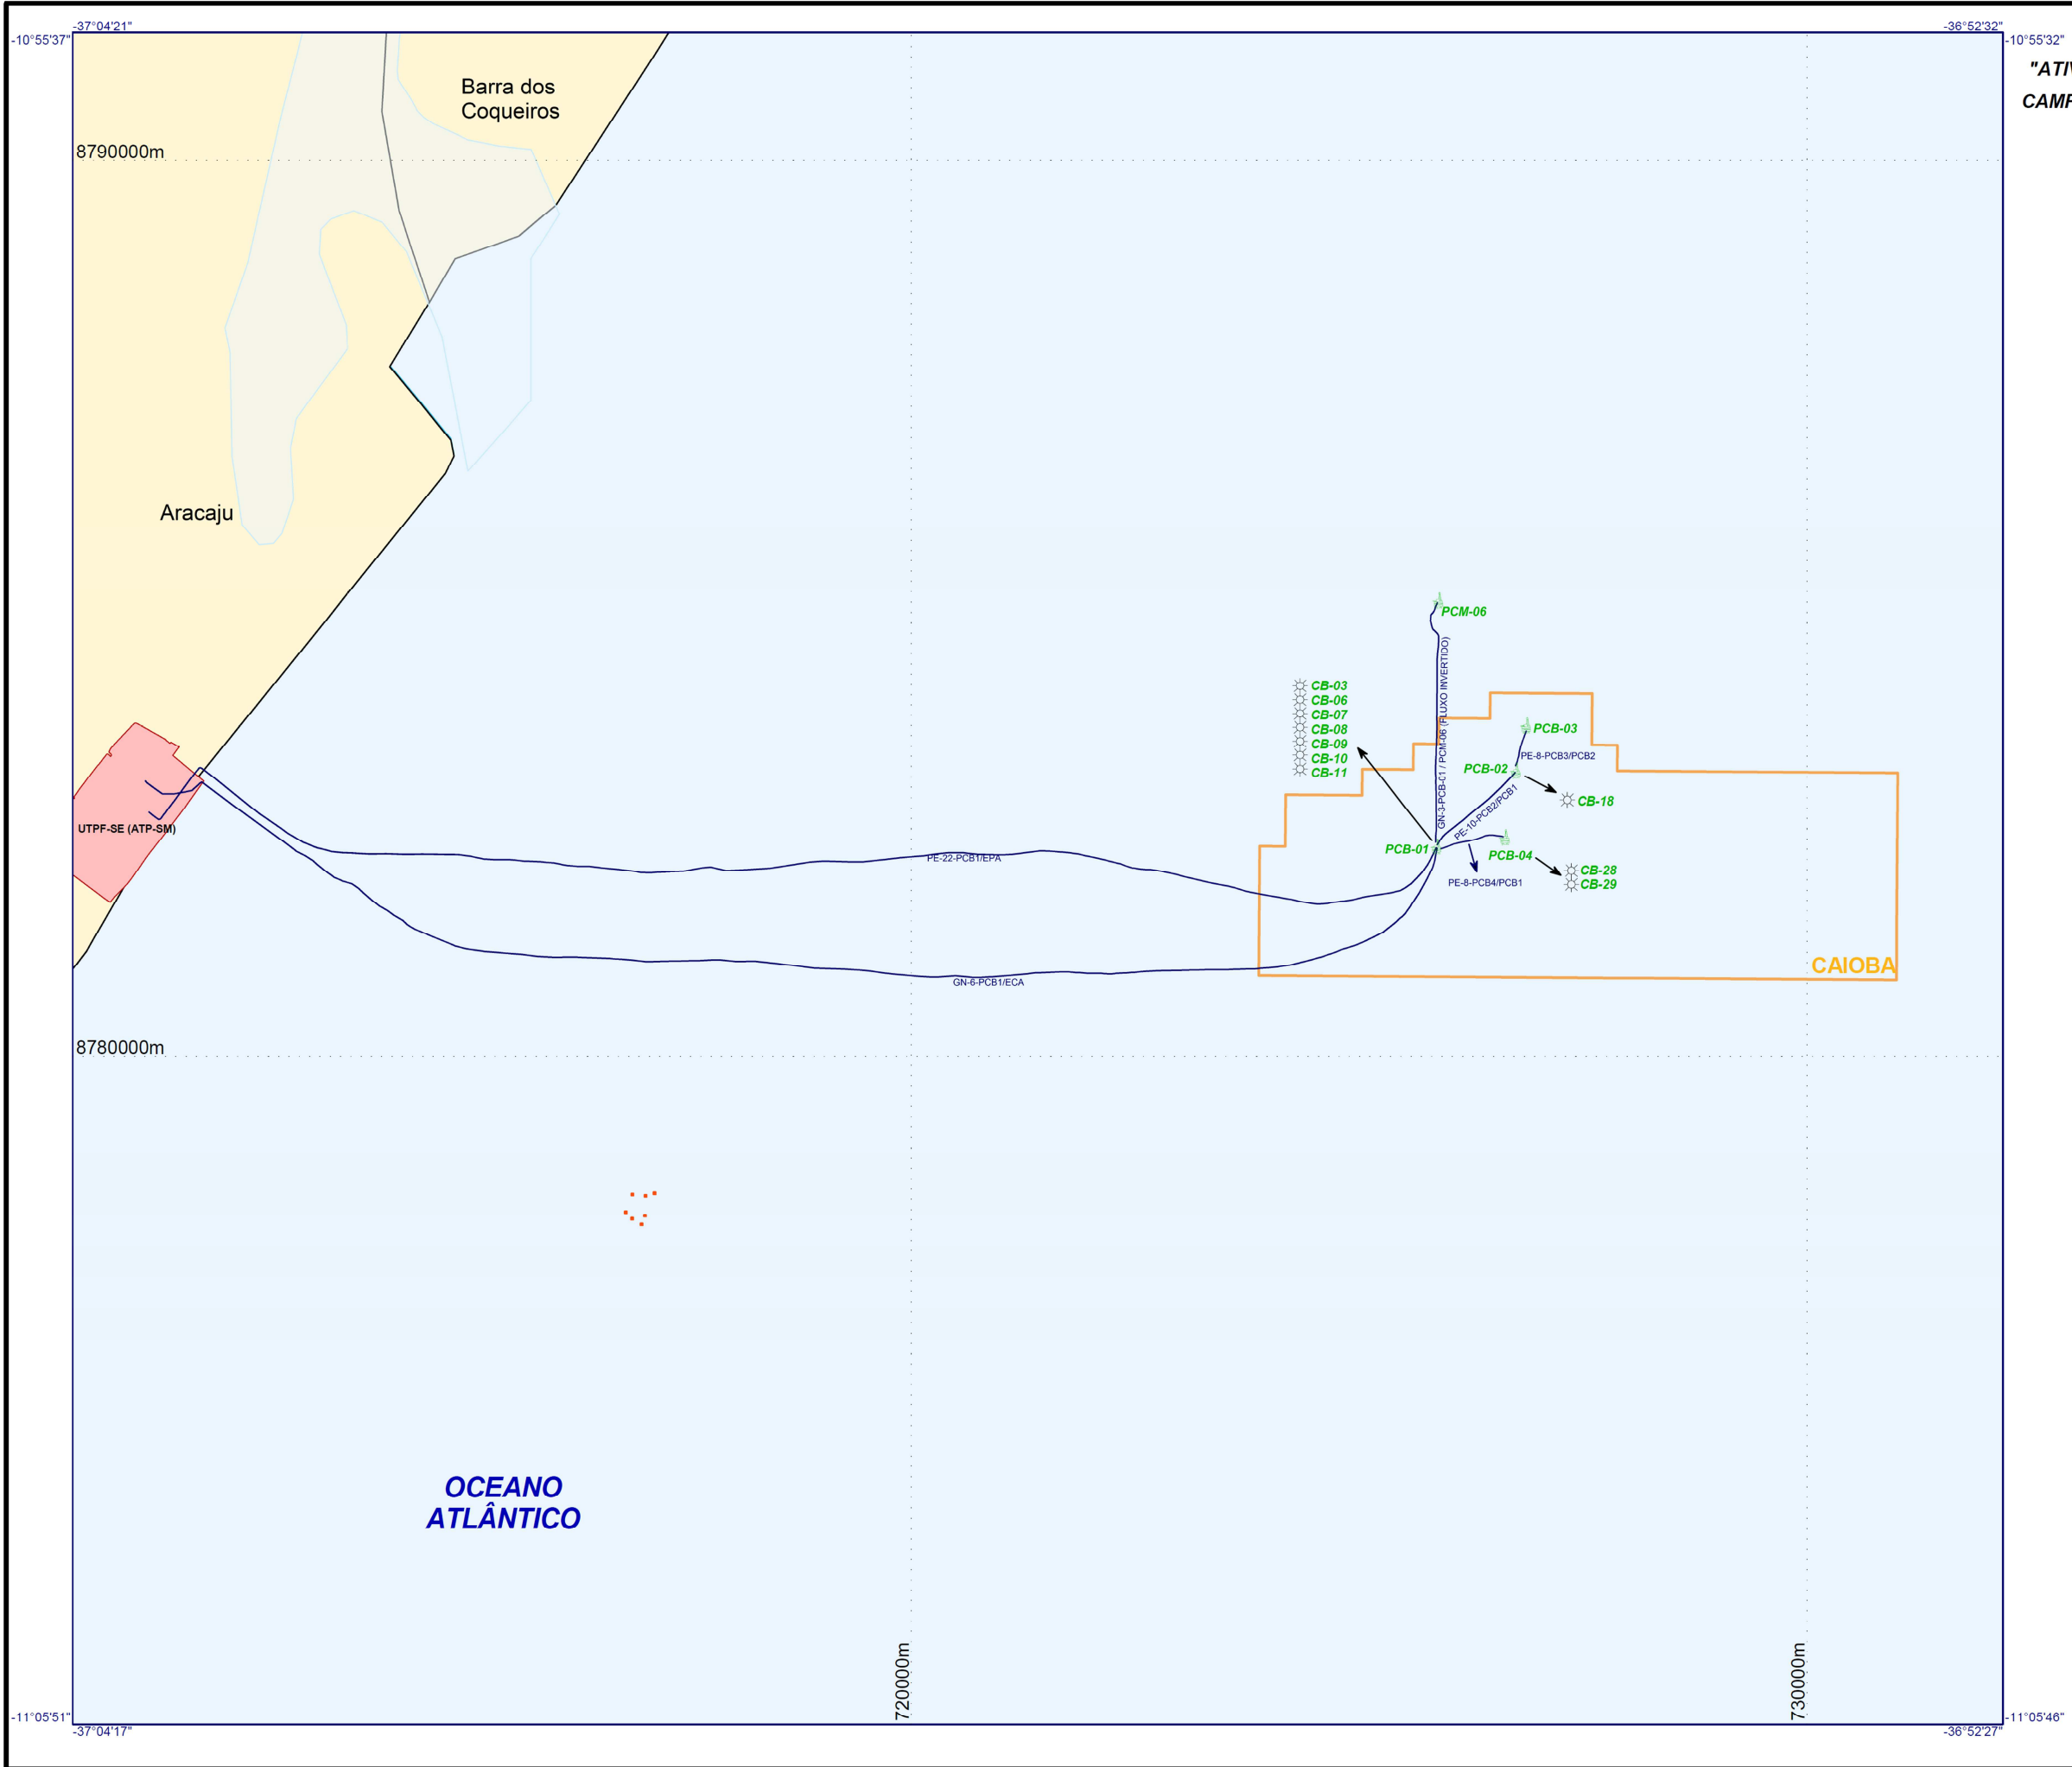 -37°04'21"
-36°52'32"
-10°55'37"
-10°55'32"
"ATIV
CAMP
Barra dos
Coqueiros
8790000m
Aracaju
PCM-06
GN-3-PCB-01 / PCM-06 (FLUXO INVERTIDO)
CB-03
CB-06
CB-07
CB-08
CB-09
CB-10
CB-11
PCB-03
PE-8-PCB3/PCB2
PCB-02
CB-18
PE-10-PCB2/PCB1
UTPF-SE (ATP-SM)
PCB-01
PCB-04
PE-22-PCB1/EPA
CB-28
CB-29
PE-8-PCB4/PCB1
CAIOBA
GN-6-PCB1/ECA
8780000m
OCEANO
ATLÂNTICO
720000m
730000m
-11°05'51"
-11°05'46"
-37°04'17"
-36°52'27"